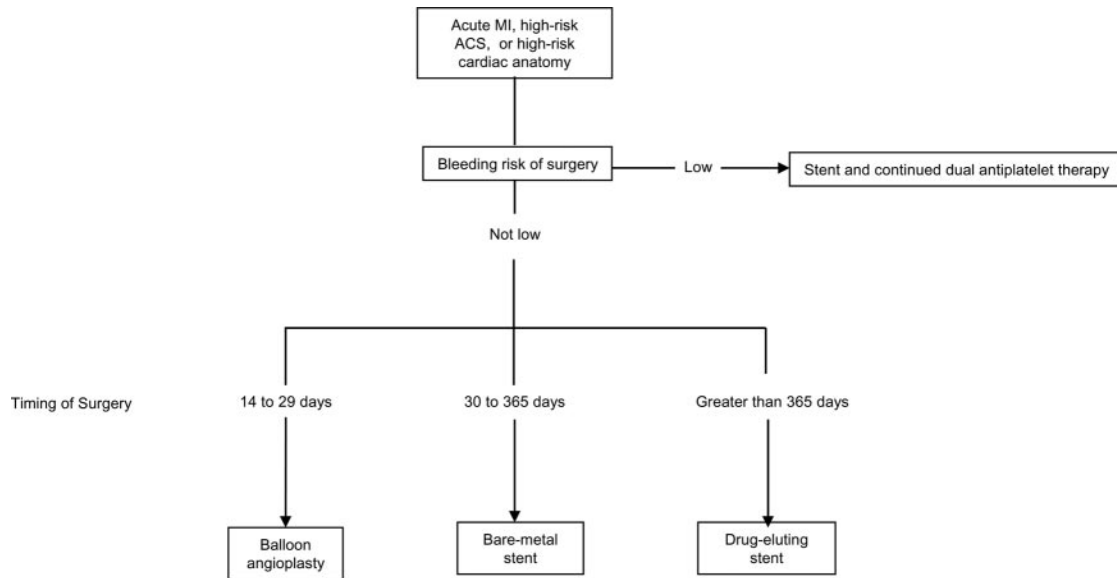 Acute MI, high-risk
ACS, or high-risk
cardiac anatomy
Bleeding risk of surgery
Low
Stent and continued dual antiplatelet therapy
Not low
Timing of Surgery
14 to 29 days
30 to 365 days
Greater than 365 days
Balloon
angioplasty
Bare-metal
stent
Drug-eluting
stent